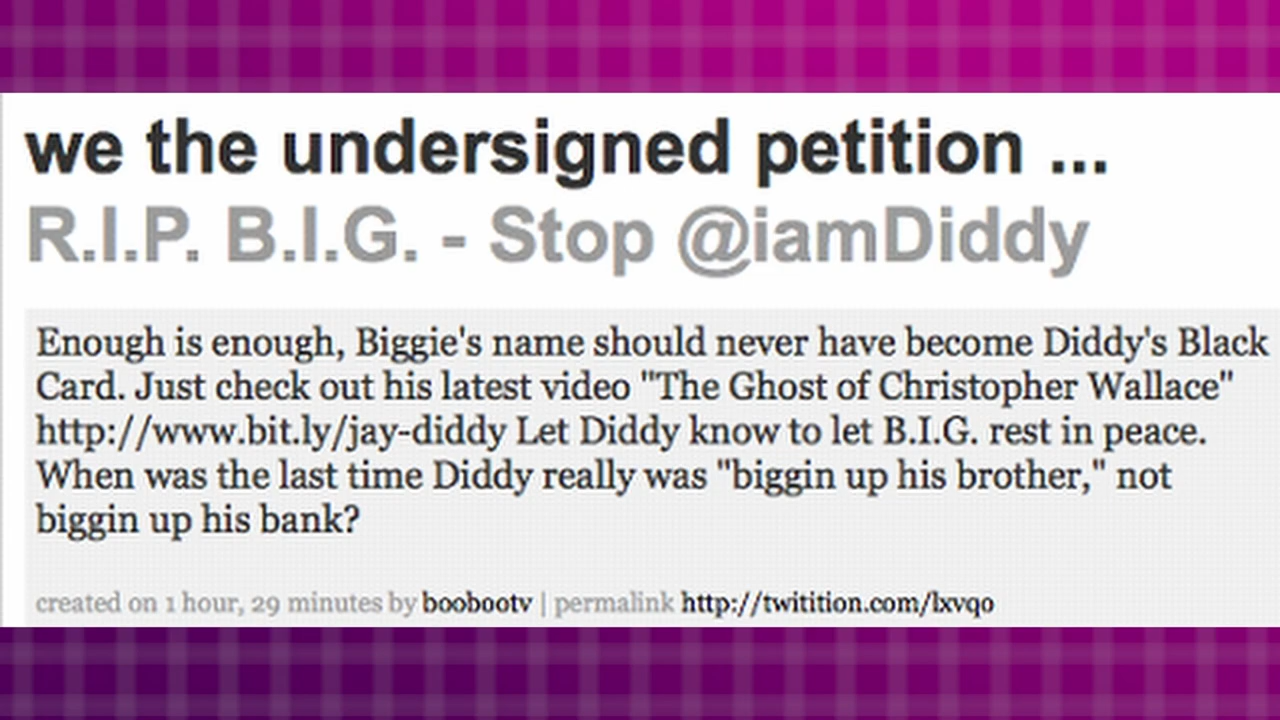 we the undersigned petition ...
R.I.P. B.I.G. - Stop @iamDiddy
Enough is enough, Biggie's name should never have become Diddy's Black
Card. Just check out his latest video "The Ghost of Christopher Wallace"
http://www.bit.ly/jay-diddy Let Diddy know to let B.I.G. rest in peace.
When was the last time Diddy really was "biggin up his brother," not
biggin up his bank?
created on 1 hour, 29 minutes by boobootv | permalink http://twitition.com/lxvqo